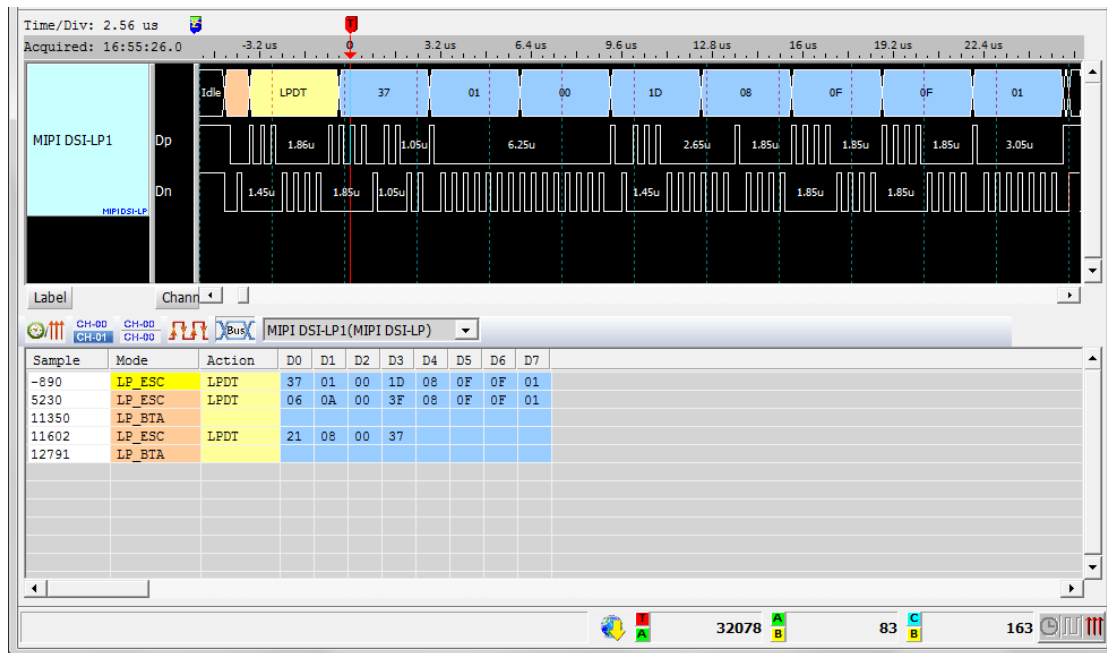 Time/Div: 2.56 us
Acquired: 16:55:26.0 -3.2 us 0 3.2 us 6.4 us 9.6 us 12.8 us 16 us 19.2 us 22.4 us
T
Idle LPDT 37 01 00 1D 08 0F 0F 01
MIPI DSI-LP1 Dp 1.86u 1.05u 6.25u 2.65u 1.85u 1.85u 1.85u 3.05u
Dn 1.45u 1.85u 1.05u 1.45u 1.85u 1.85u
MIPIDSI-LP
Label Chann
CH-00 CH-00
CH-01 CH-00 Bus MIPI DSI-LP1(MIPI DSI-LP)
Sample Mode Action D0 D1 D2 D3 D4 D5 D6 D7
-890 LP_ESC LPDT 37 01 00 1D 08 0F 0F 01
5230 LP_ESC LPDT 06 0A 00 3F 08 0F 0F 01
11350 LP_BTA
11602 LP_ESC LPDT 21 08 00 37
12791 LP_BTA
T A C
A 32078 B 83 B 163